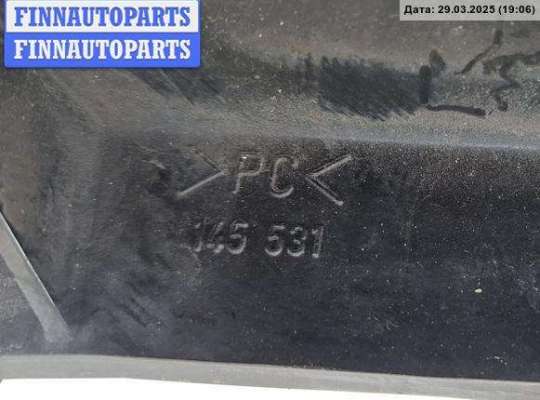 FINNAUTOPARTS
FINNAUTOPARTS
Дата: 29.03.2025 (19:06)
>PC<
145 531